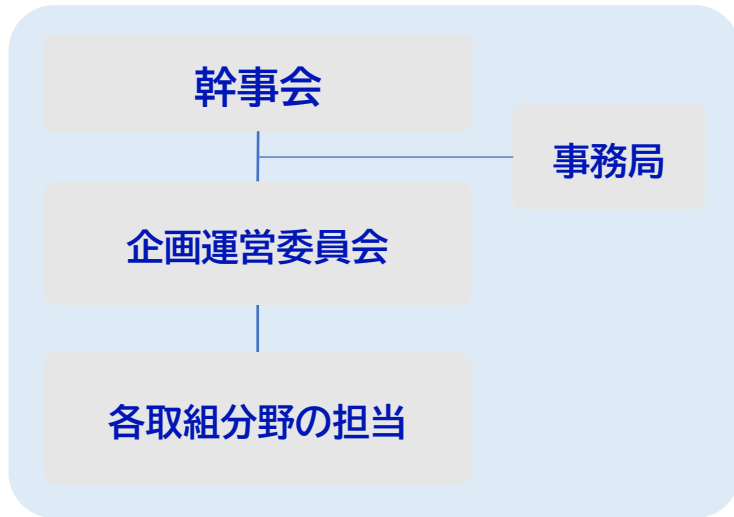 幹事会
事務局
企画運営委員会
各取組分野の担当